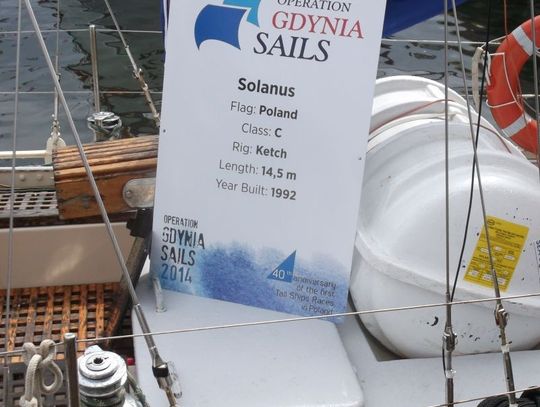 OPERATION
GDYNIA
SAILS
Solanus
Flag: Poland
Class: C
Rig: Ketch
Length: 14,5 m
Year Built: 1992
OPERATION
GDYNIA
SAILS
2014
40th anniversary
of the first
Tall Ships Races
in Poland